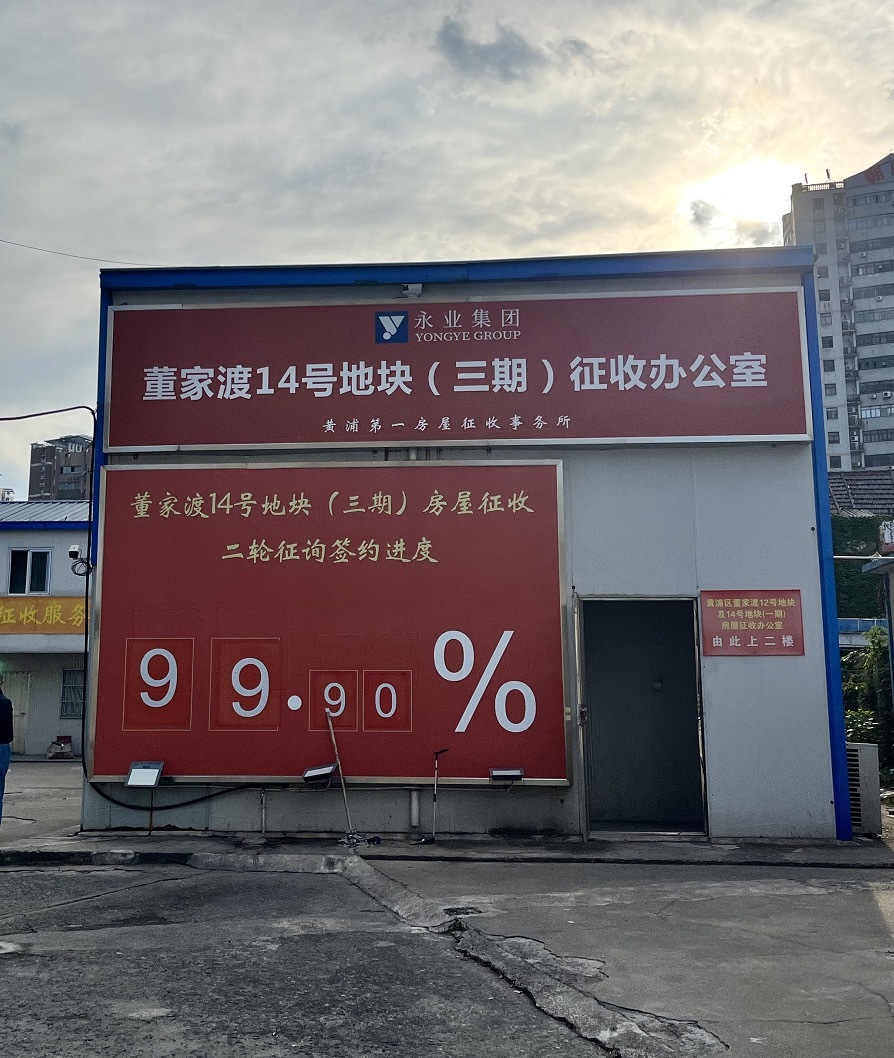 永业集团
YONGYE GROUP
董家渡14号地块（三期）征收办公室
黄浦第一房屋征收事务所
董家渡14号地块（三期）房屋征收
二轮征询签约进度
99.90%
黄浦区董家渡12号地块
及14号地块(一期)
房屋征收办公室
由此上二楼
征收服务